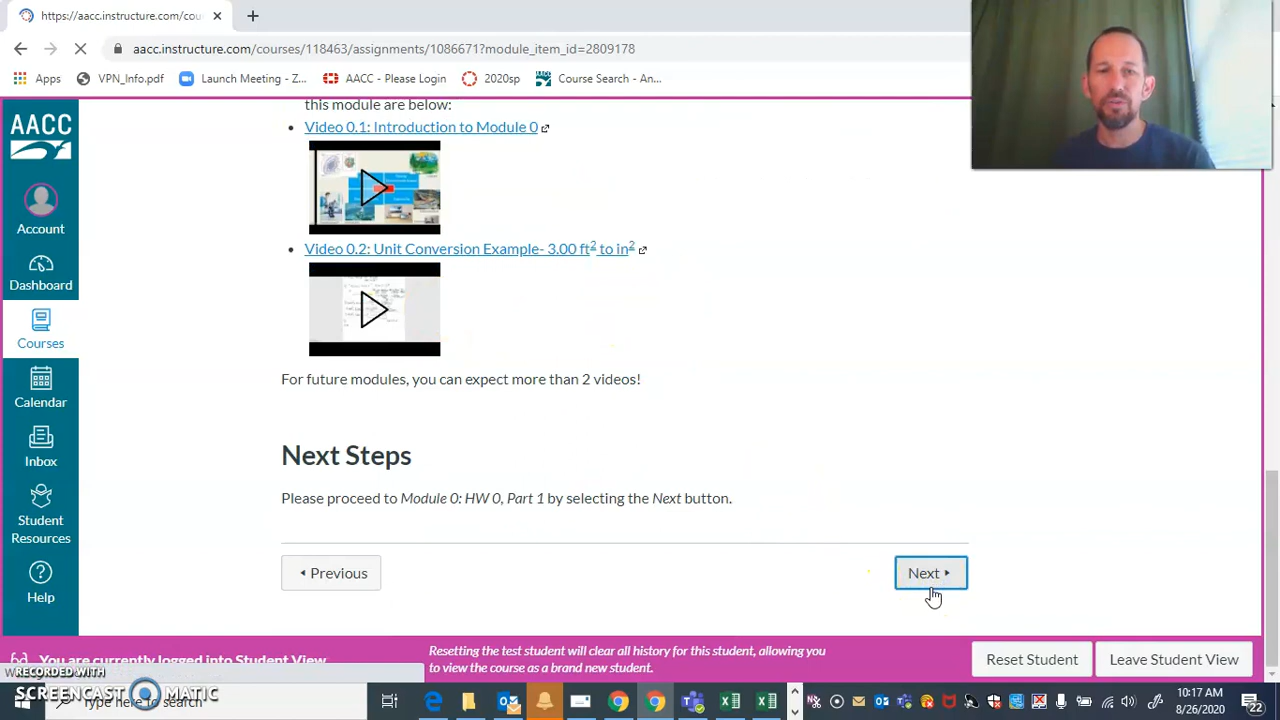 https://aacc.instructure.com/cou
aacc.instructure.com/courses/118463/assignments/1086671?module_item_id=2809178
Apps
VPN_Info.pdf
Launch Meeting - Z...
AACC - Please Login
2020sp
Course Search - An...
AACC
Account
Dashboard
Courses
Calendar
Inbox
Student Resources
Help
this module are below:
• Video 0.1: Introduction to Module 0
• Video 0.2: Unit Conversion Example- 3.00 ft² to in²
For future modules, you can expect more than 2 videos!
Next Steps
Please proceed to Module 0: HW 0, Part 1 by selecting the Next button.
Previous
Next
You are currently logged into Student View
Resetting the test student will clear all history for this student, allowing you
to view the course as a brand new student.
Reset Student
Leave Student View
RECORDED WITH
SCREENCAST MATIC
Type here to search
10:17 AM
8/26/2020
22